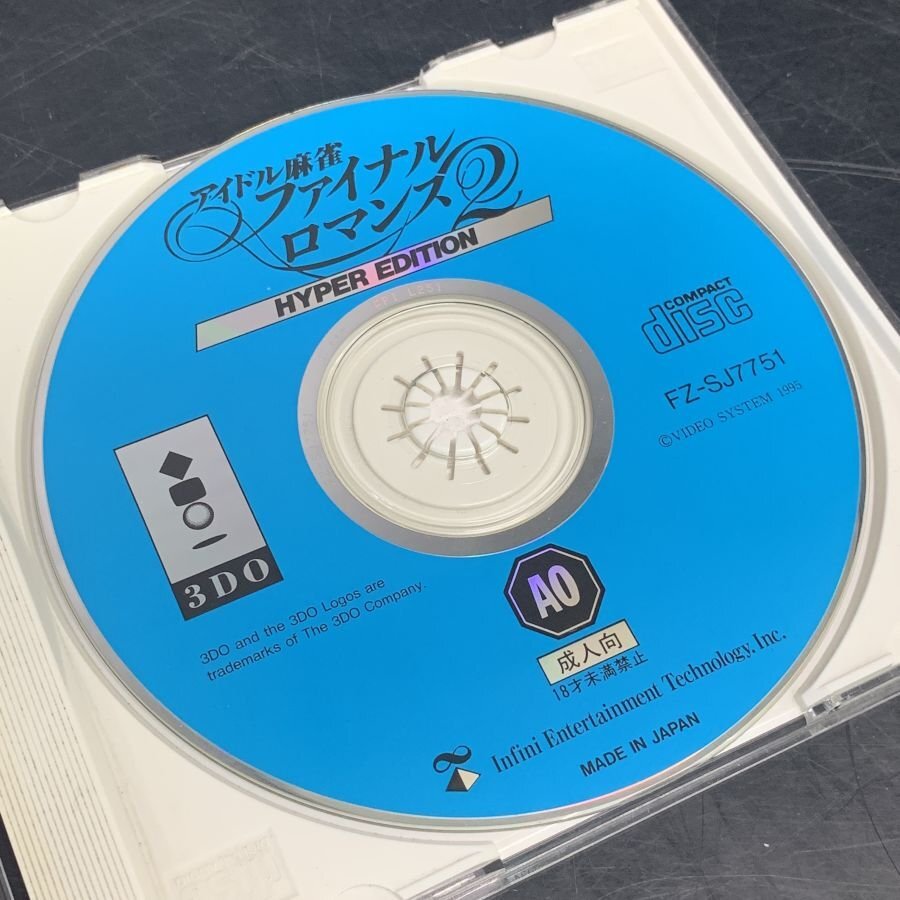 アイドル麻雀
ファイナル
ロマンス2
HYPER EDITION
COMPACT
disc
FZ-SJ7751
©VIDEO SYSTEM 1995
3DO
3DO and the 3DO Logos are
trademarks of The 3DO Company.
AO
成人向
18才未満禁止
Infini Entertainment Technology, Inc.
MADE IN JAPAN